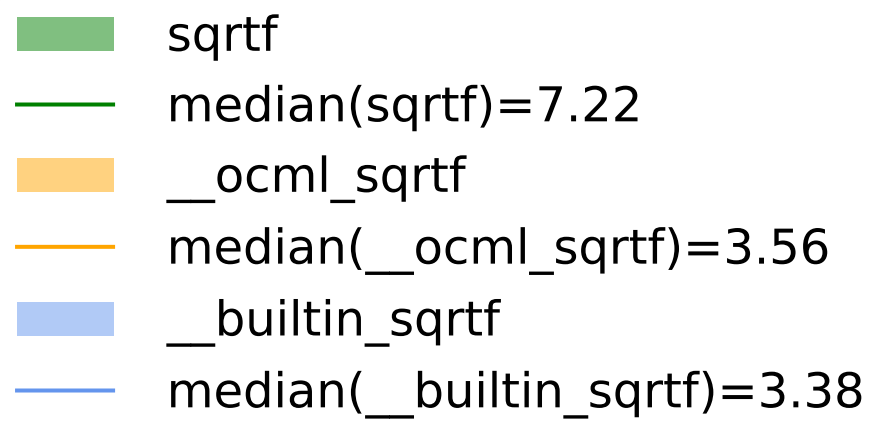 sqrtf
median(sqrtf)=7.22
__ocml_sqrtf
median(__ocml_sqrtf)=3.56
__builtin_sqrtf
median(__builtin_sqrtf)=3.38